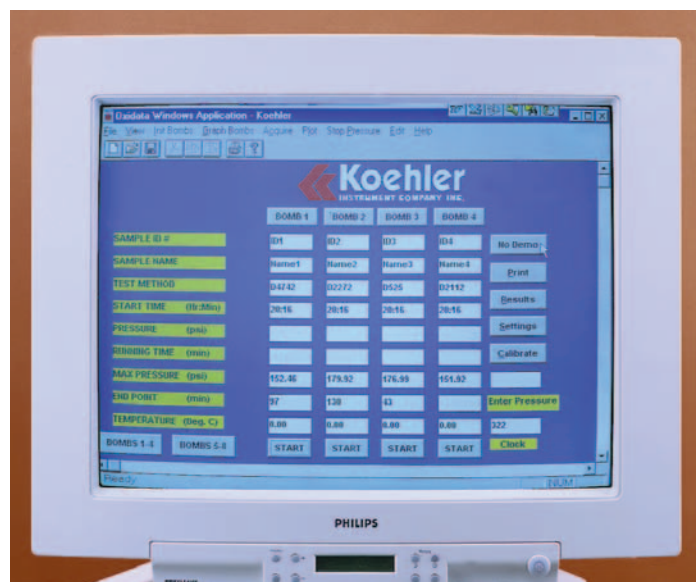 Oxidata Windows Application - Koehler
File View Init Bombs Graph Bombs Acquire Plot Stop Pressure Edit Help
Koehler
INSTRUMENT COMPANY INC.
BOMB 1 BOMB 2 BOMB 3 BOMB 4
SAMPLE ID # ID1 ID2 ID3 ID4 No Demo
SAMPLE NAME Name1 Name2 Name3 Name4 Print
TEST METHOD D4742 D2272 D525 D2112 Results
START TIME (Hr:Min) 20:16 20:16 20:16 20:16 Settings
PRESSURE (psi)
RUNNING TIME (min) Calibrate
MAX PRESSURE (psi) 152.46 179.92 176.99 151.92
END POINT (min) 97 138 43 Enter Pressure
TEMPERATURE (Deg. C) 0.00 0.00 0.00 0.00 322
BOMBS 1-4 BOMBS 5-8 START START START START Clock
Ready NUM
PHILIPS